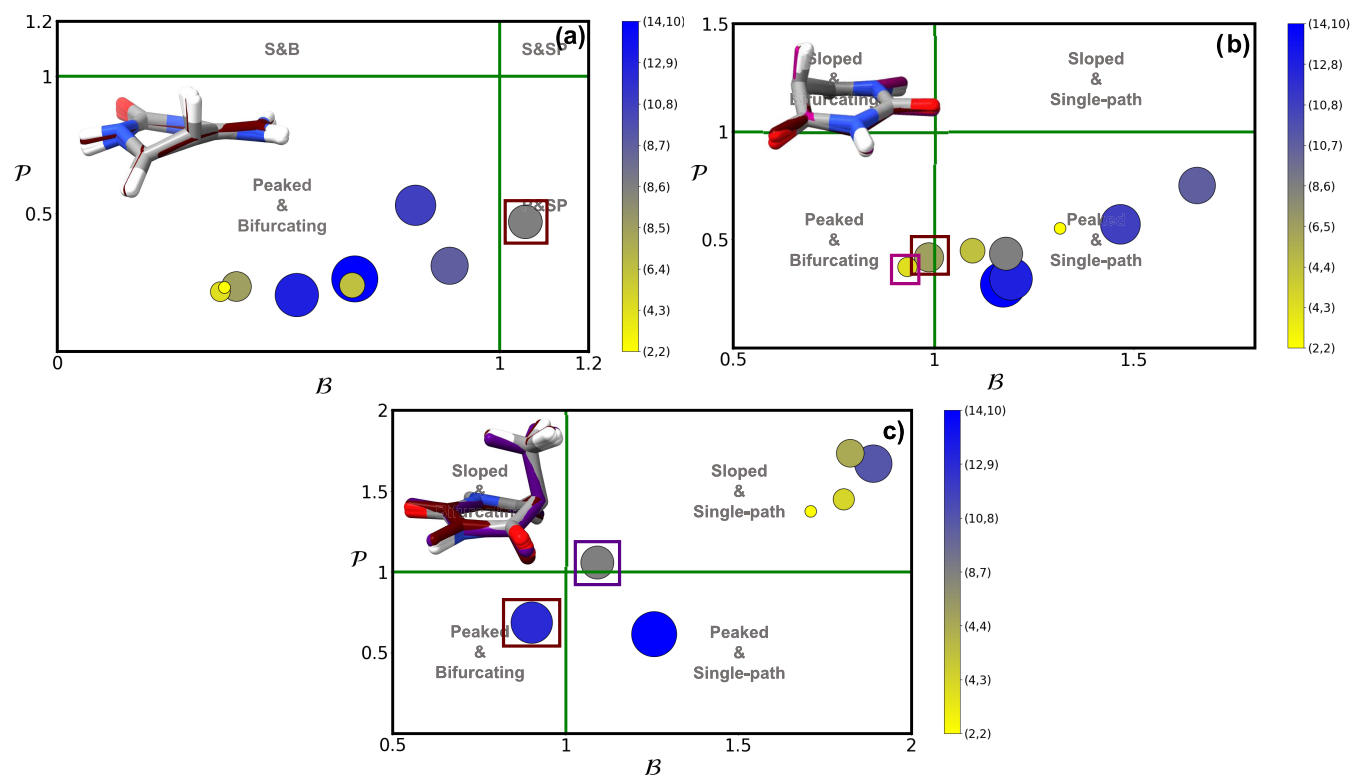 1.2
(a)
S&B
S&SP
1
𝒫
Peaked
&
Bifurcating
P&SP
0.5
0
1
1.2
ℬ
(14,10)
(12,9)
(10,8)
(8,7)
(8,6)
(8,5)
(6,4)
(4,3)
(2,2)
1.5
(b)
Sloped
&
Bifurcating
Sloped
&
Single-path
1
𝒫
Peaked
&
Bifurcating
Peaked
&
Single-path
0.5
0.5
1
1.5
ℬ
(14,10)
(12,8)
(10,7)
(8,6)
(6,5)
(4,4)
(4,3)
(2,2)
2
c)
Sloped
&
Bifurcating
Sloped
&
Single-path
1.5
𝒫
1
Peaked
&
Bifurcating
Peaked
&
Single-path
0.5
0.5
1
1.5
2
ℬ
(14,10)
(12,9)
(10,8)
(8,7)
(4,4)
(4,3)
(2,2)